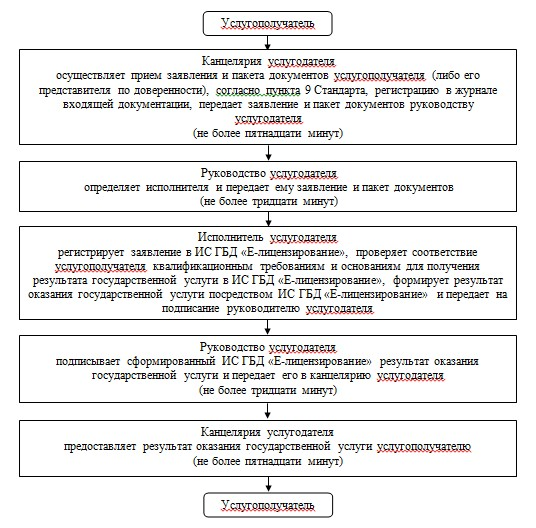 Услугополучатель
Канцелярия услугодателя
осуществляет прием заявления и пакета документов услугополучателя (либо его
представителя по доверенности), согласно пункта 9 Стандарта, регистрацию в журнале
входящей документации, передает заявление и пакет документов руководству
услугодателя
(не более пятнадцати минут)
Руководство услугодателя
определяет исполнителя и передает ему заявление и пакет документов
(не более тридцати минут)
Исполнитель услугодателя
регистрирует заявление в ИС ГБД «Е-лицензирование», проверяет соответствие
услугополучателя квалификационным требованиям и основаниям для получения
результата государственной услуги в ИС ГБД «Е-лицензирование», формирует результат
оказания государственной услуги посредством ИС ГБД «Е-лицензирование» и передает на
подписание руководителю услугодателя
Руководство услугодателя
подписывает сформированный ИС ГБД «Е-лицензирование» результат оказания
государственной услуги и передает его в канцелярию услугодателя
(не более тридцати минут)
Канцелярия услугодателя
предоставляет результат оказания государственной услуги услугополучателю
(не более пятнадцати минут)
Услугополучатель